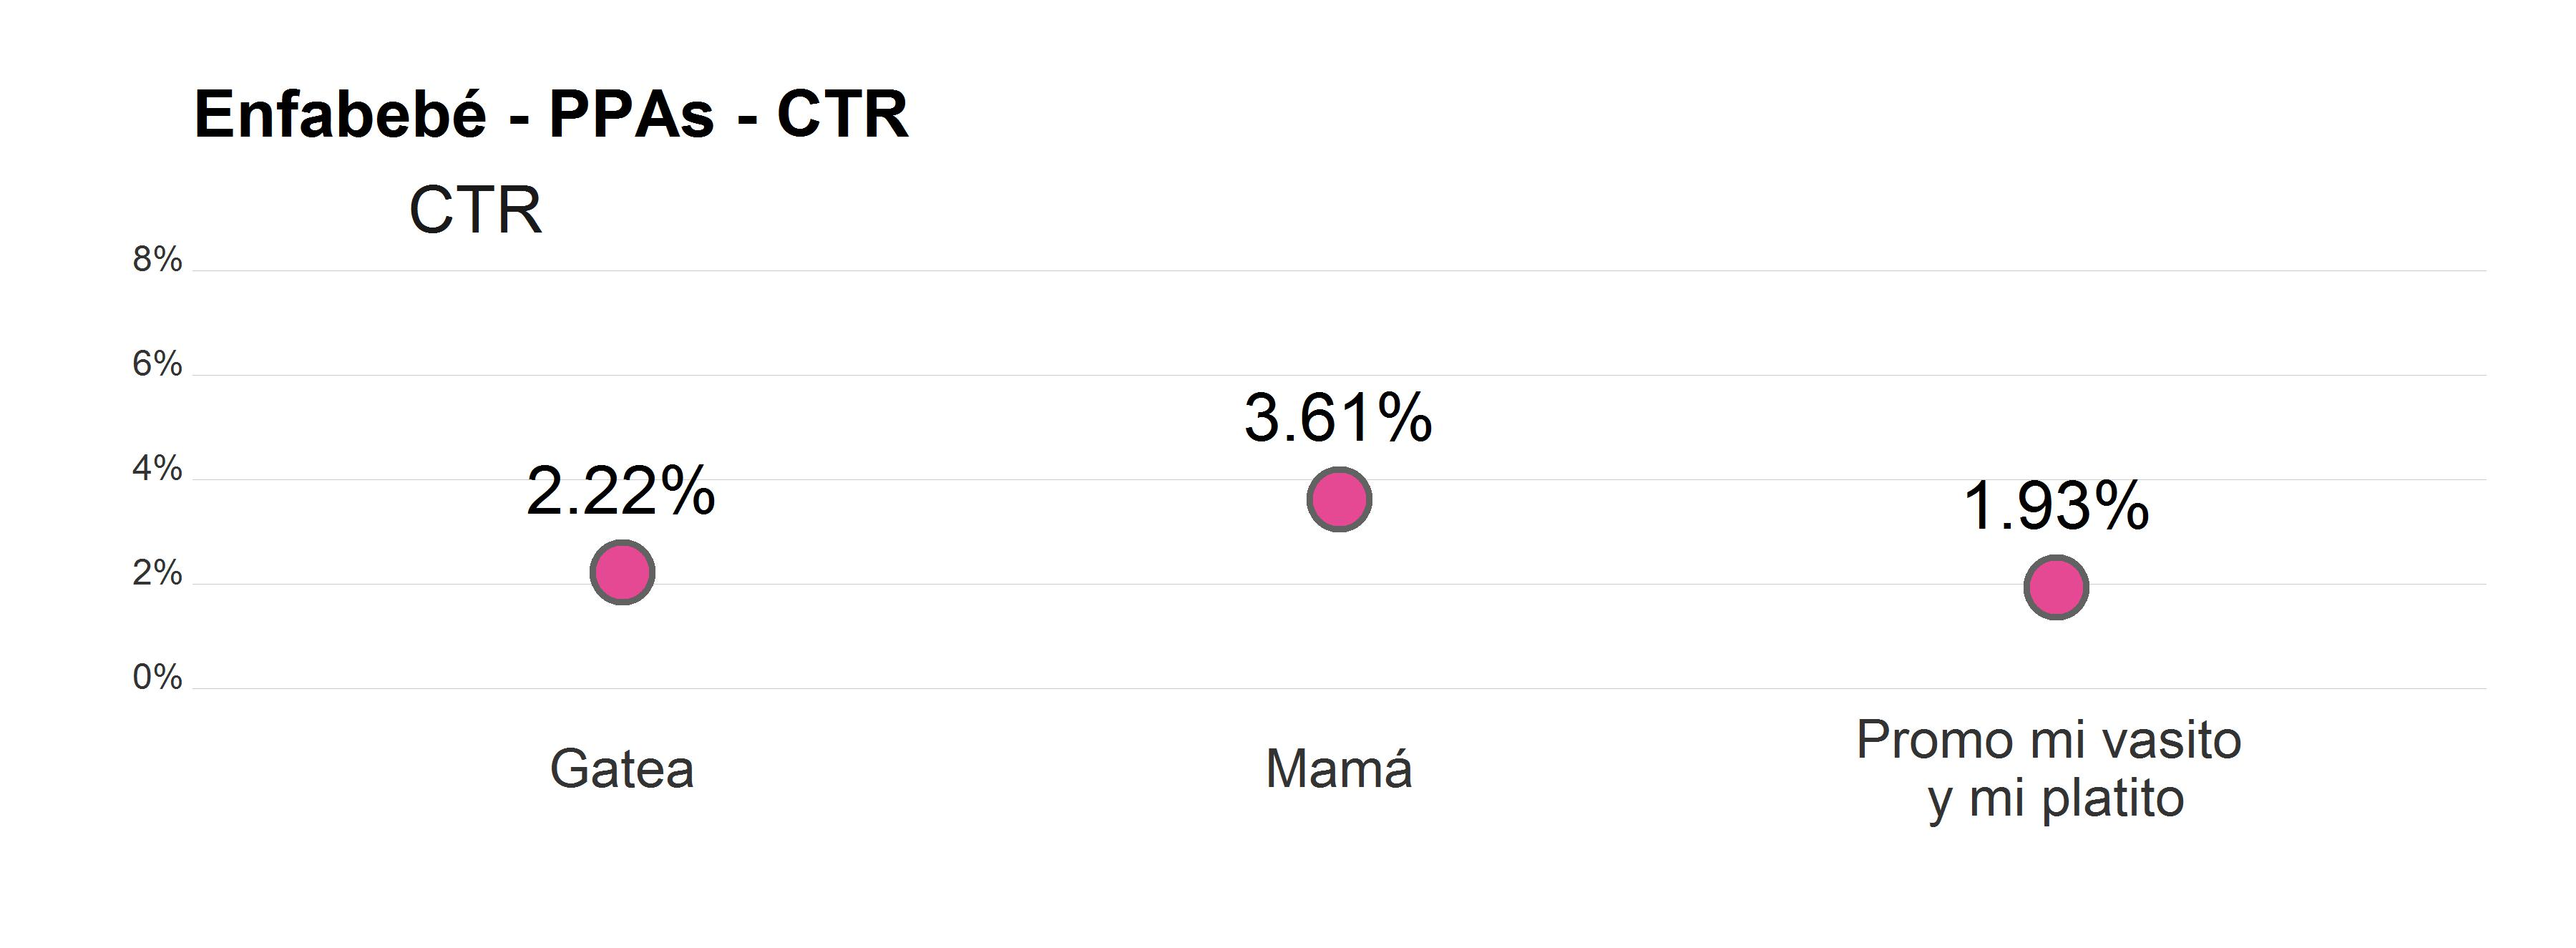 Enfabebé - PPAs - CTR
CTR
8%
6%
3.61%
4%
2.22%
1.93%
2%
0%
Gatea
Mamá
Promo mi vasito
y mi platito